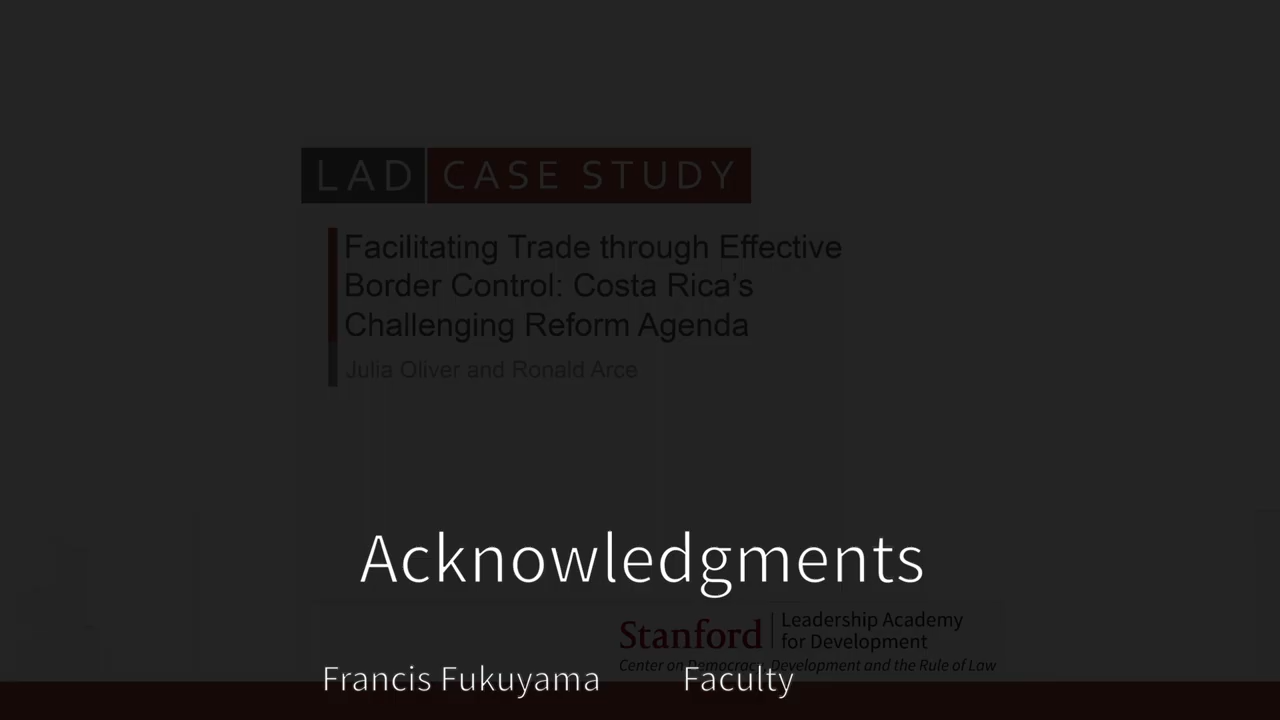 LAD CASE STUDY
Facilitating Trade through Effective
Border Control: Costa Rica's
Challenging Reform Agenda
Julia Oliver and Ronald Arce
Acknowledgments
Stanford
Leadership Academy
for Development
Center on Democracy, Development and the Rule of Law
Francis Fukuyama Faculty